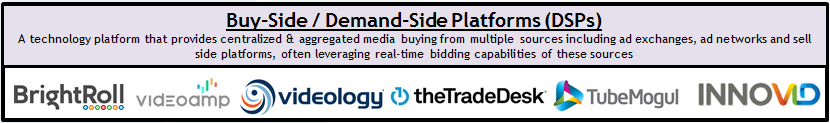 Buy-Side / Demand-Side Platforms (DSPs)
A technology platform that provides centralized & aggregated media buying from multiple sources including ad exchanges, ad networks and sell
side platforms, often leveraging real-time bidding capabilities of these sources
BrightRoll VIDEOAMP videology theTradeDesk TubeMogul INNOVID